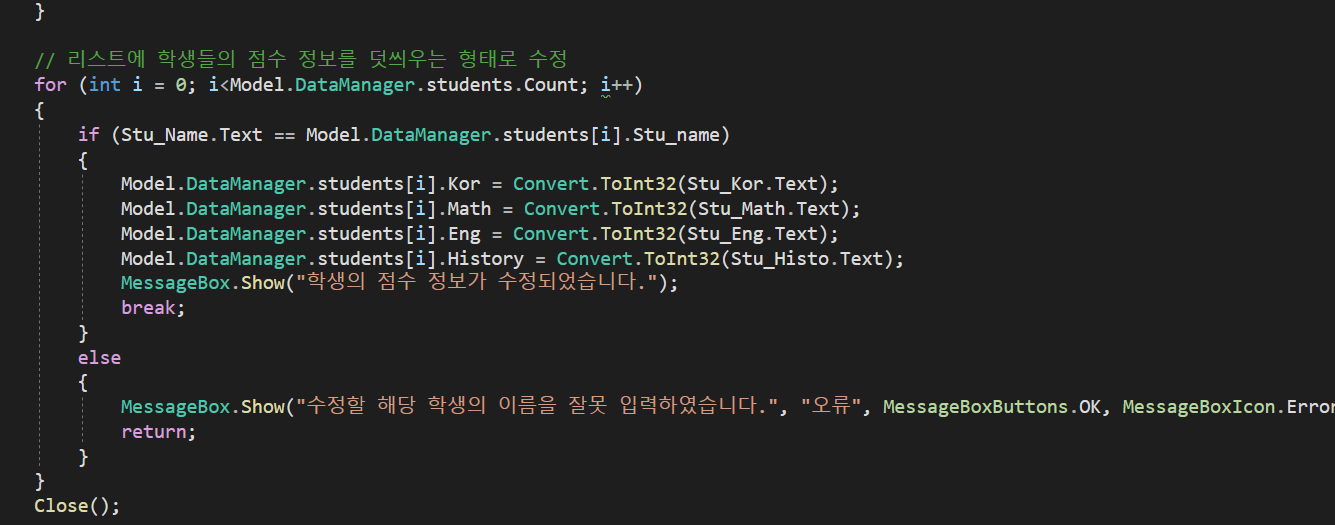 }
// 리스트에 학생들의 점수 정보를 덧씌우는 형태로 수정
for (int i = 0; i<Model.DataManager.students.Count; i++)
{
if (Stu_Name.Text == Model.DataManager.students[i].Stu_name)
{
Model.DataManager.students[i].Kor = Convert.ToInt32(Stu_Kor.Text);
Model.DataManager.students[i].Math = Convert.ToInt32(Stu_Math.Text);
Model.DataManager.students[i].Eng = Convert.ToInt32(Stu_Eng.Text);
Model.DataManager.students[i].History = Convert.ToInt32(Stu_Histo.Text);
MessageBox.Show("학생의 점수 정보가 수정되었습니다.");
break;
}
else
{
MessageBox.Show("수정할 해당 학생의 이름을 잘못 입력하였습니다.", "오류", MessageBoxButtons.OK, MessageBoxIcon.Error
return;
}
}
Close();